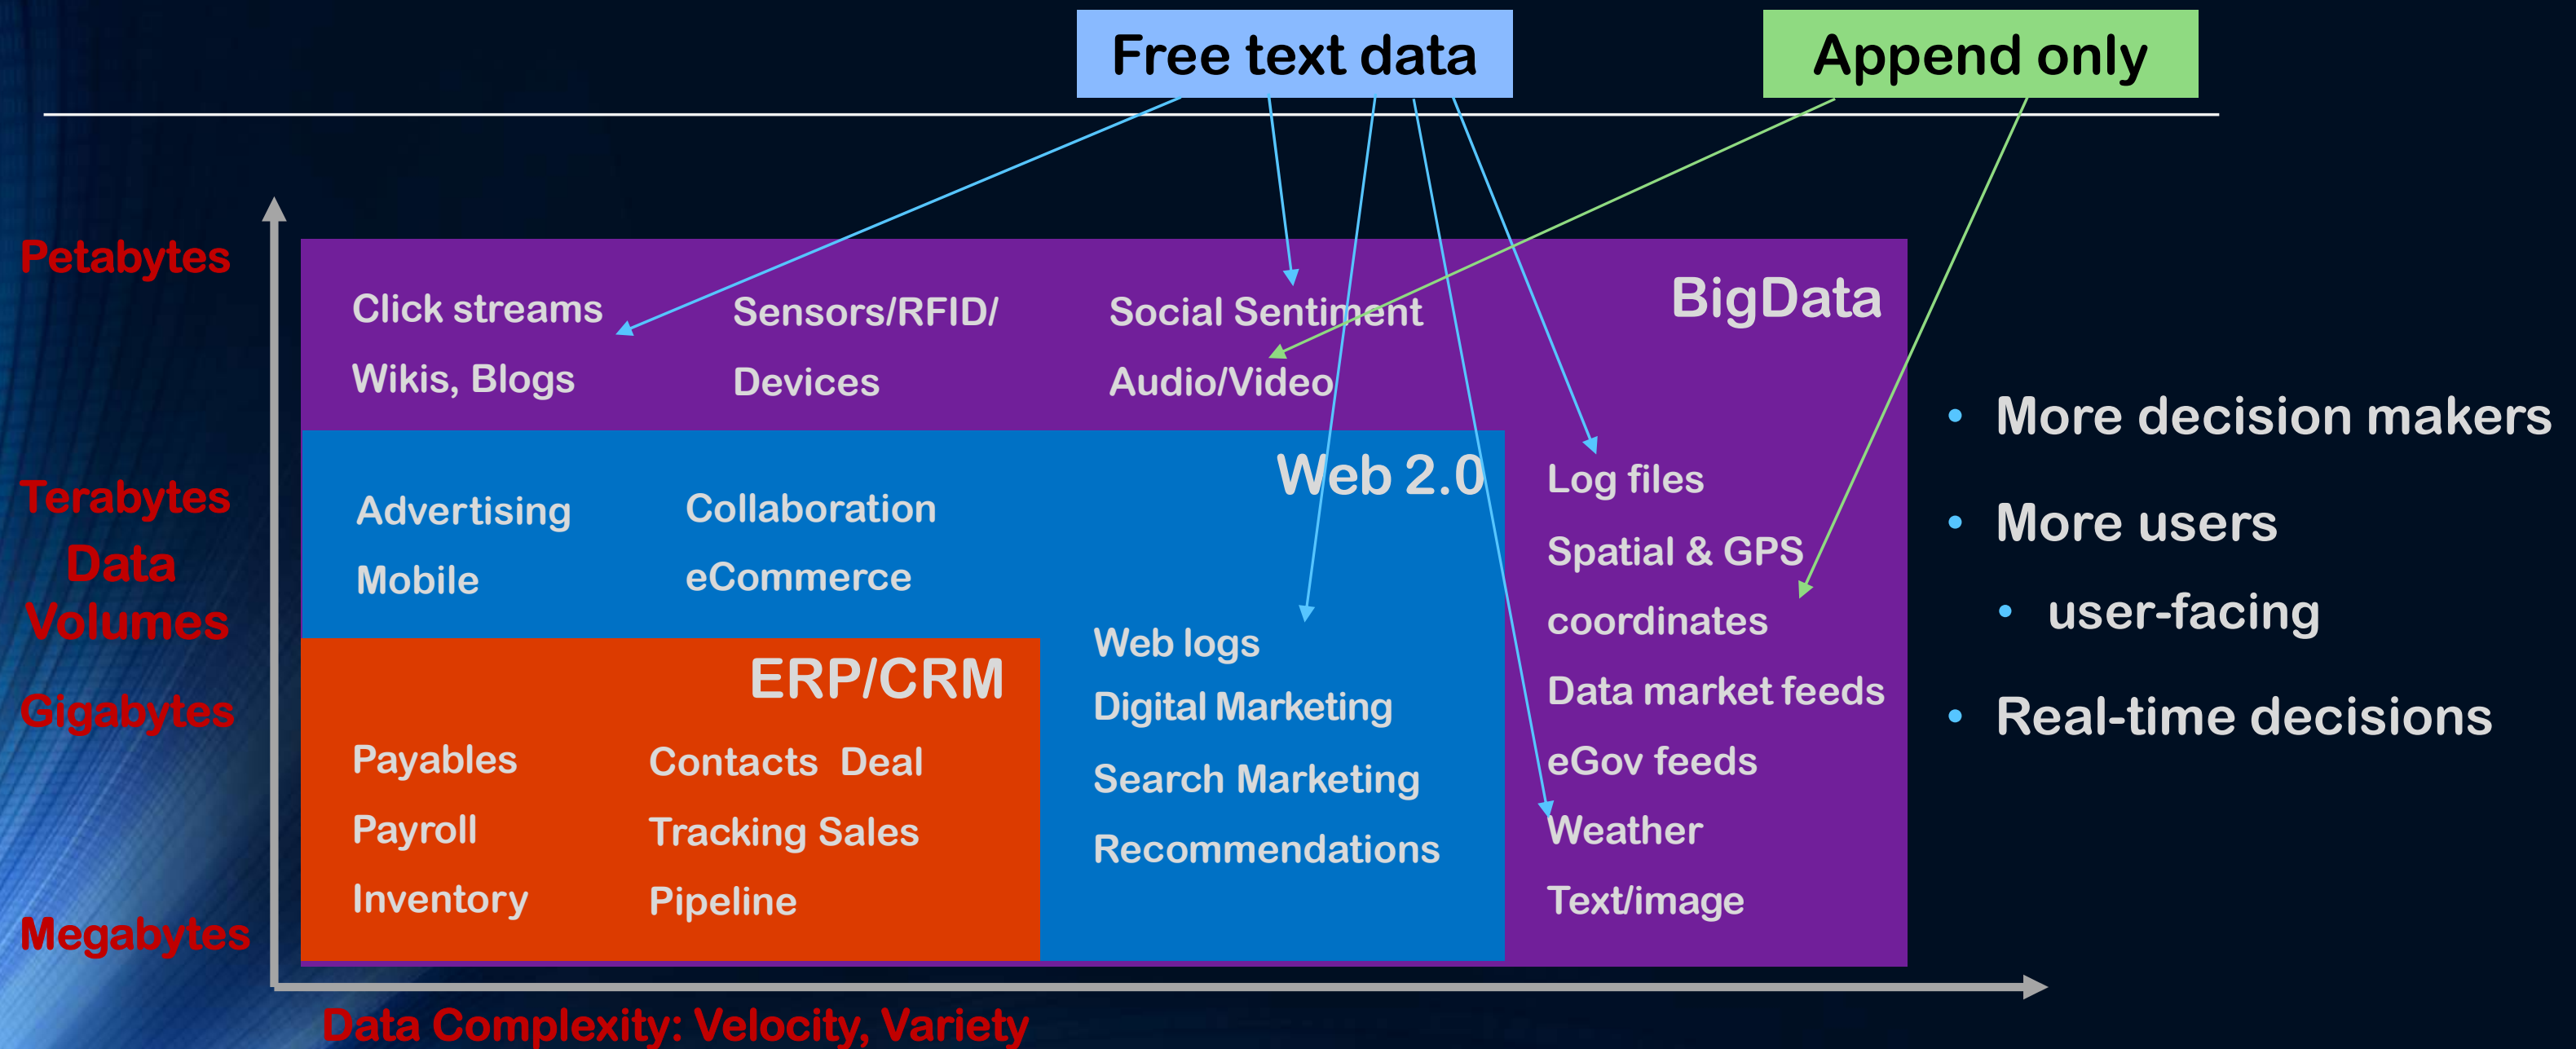 Free text data
Append only
Petabytes
Terabytes
Data
Volumes
Gigabytes
Megabytes
BigData
Click streams
Wikis, Blogs
Sensors/RFID/
Devices
Social Sentiment
Audio/Video
Web 2.0
Advertising
Mobile
Collaboration
eCommerce
Web logs
Digital Marketing
Search Marketing
Recommendations
ERP/CRM
Payables
Payroll
Inventory
Contacts Deal
Tracking Sales
Pipeline
Log files
Spatial & GPS
coordinates
Data market feeds
eGov feeds
Weather
Text/image
• More decision makers
• More users
• user-facing
• Real-time decisions
Data Complexity: Velocity, Variety